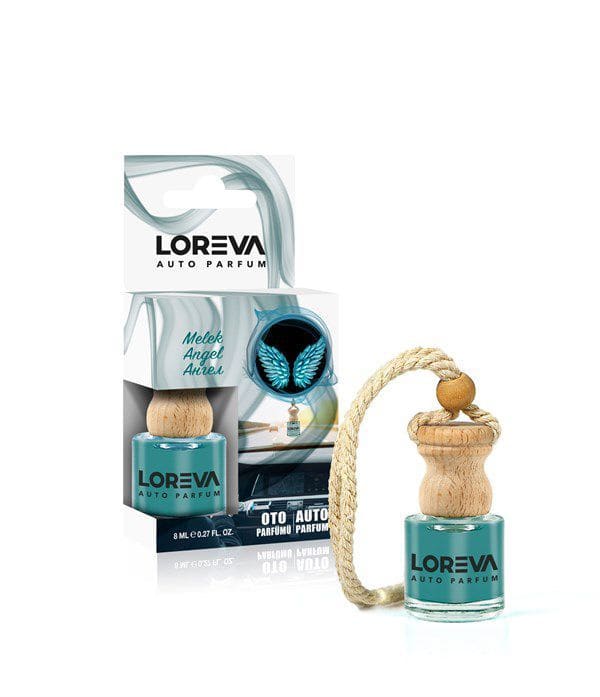 LOREVA
AUTO PARFUM
Melek
Angel
Ангел
LOREVA
AUTO PARFUM
8 ML ℮ 0.27 FL. OZ.
OTO AUTO
PARFÜMÜ PARFUM
LOREVA
AUTO PARFUM